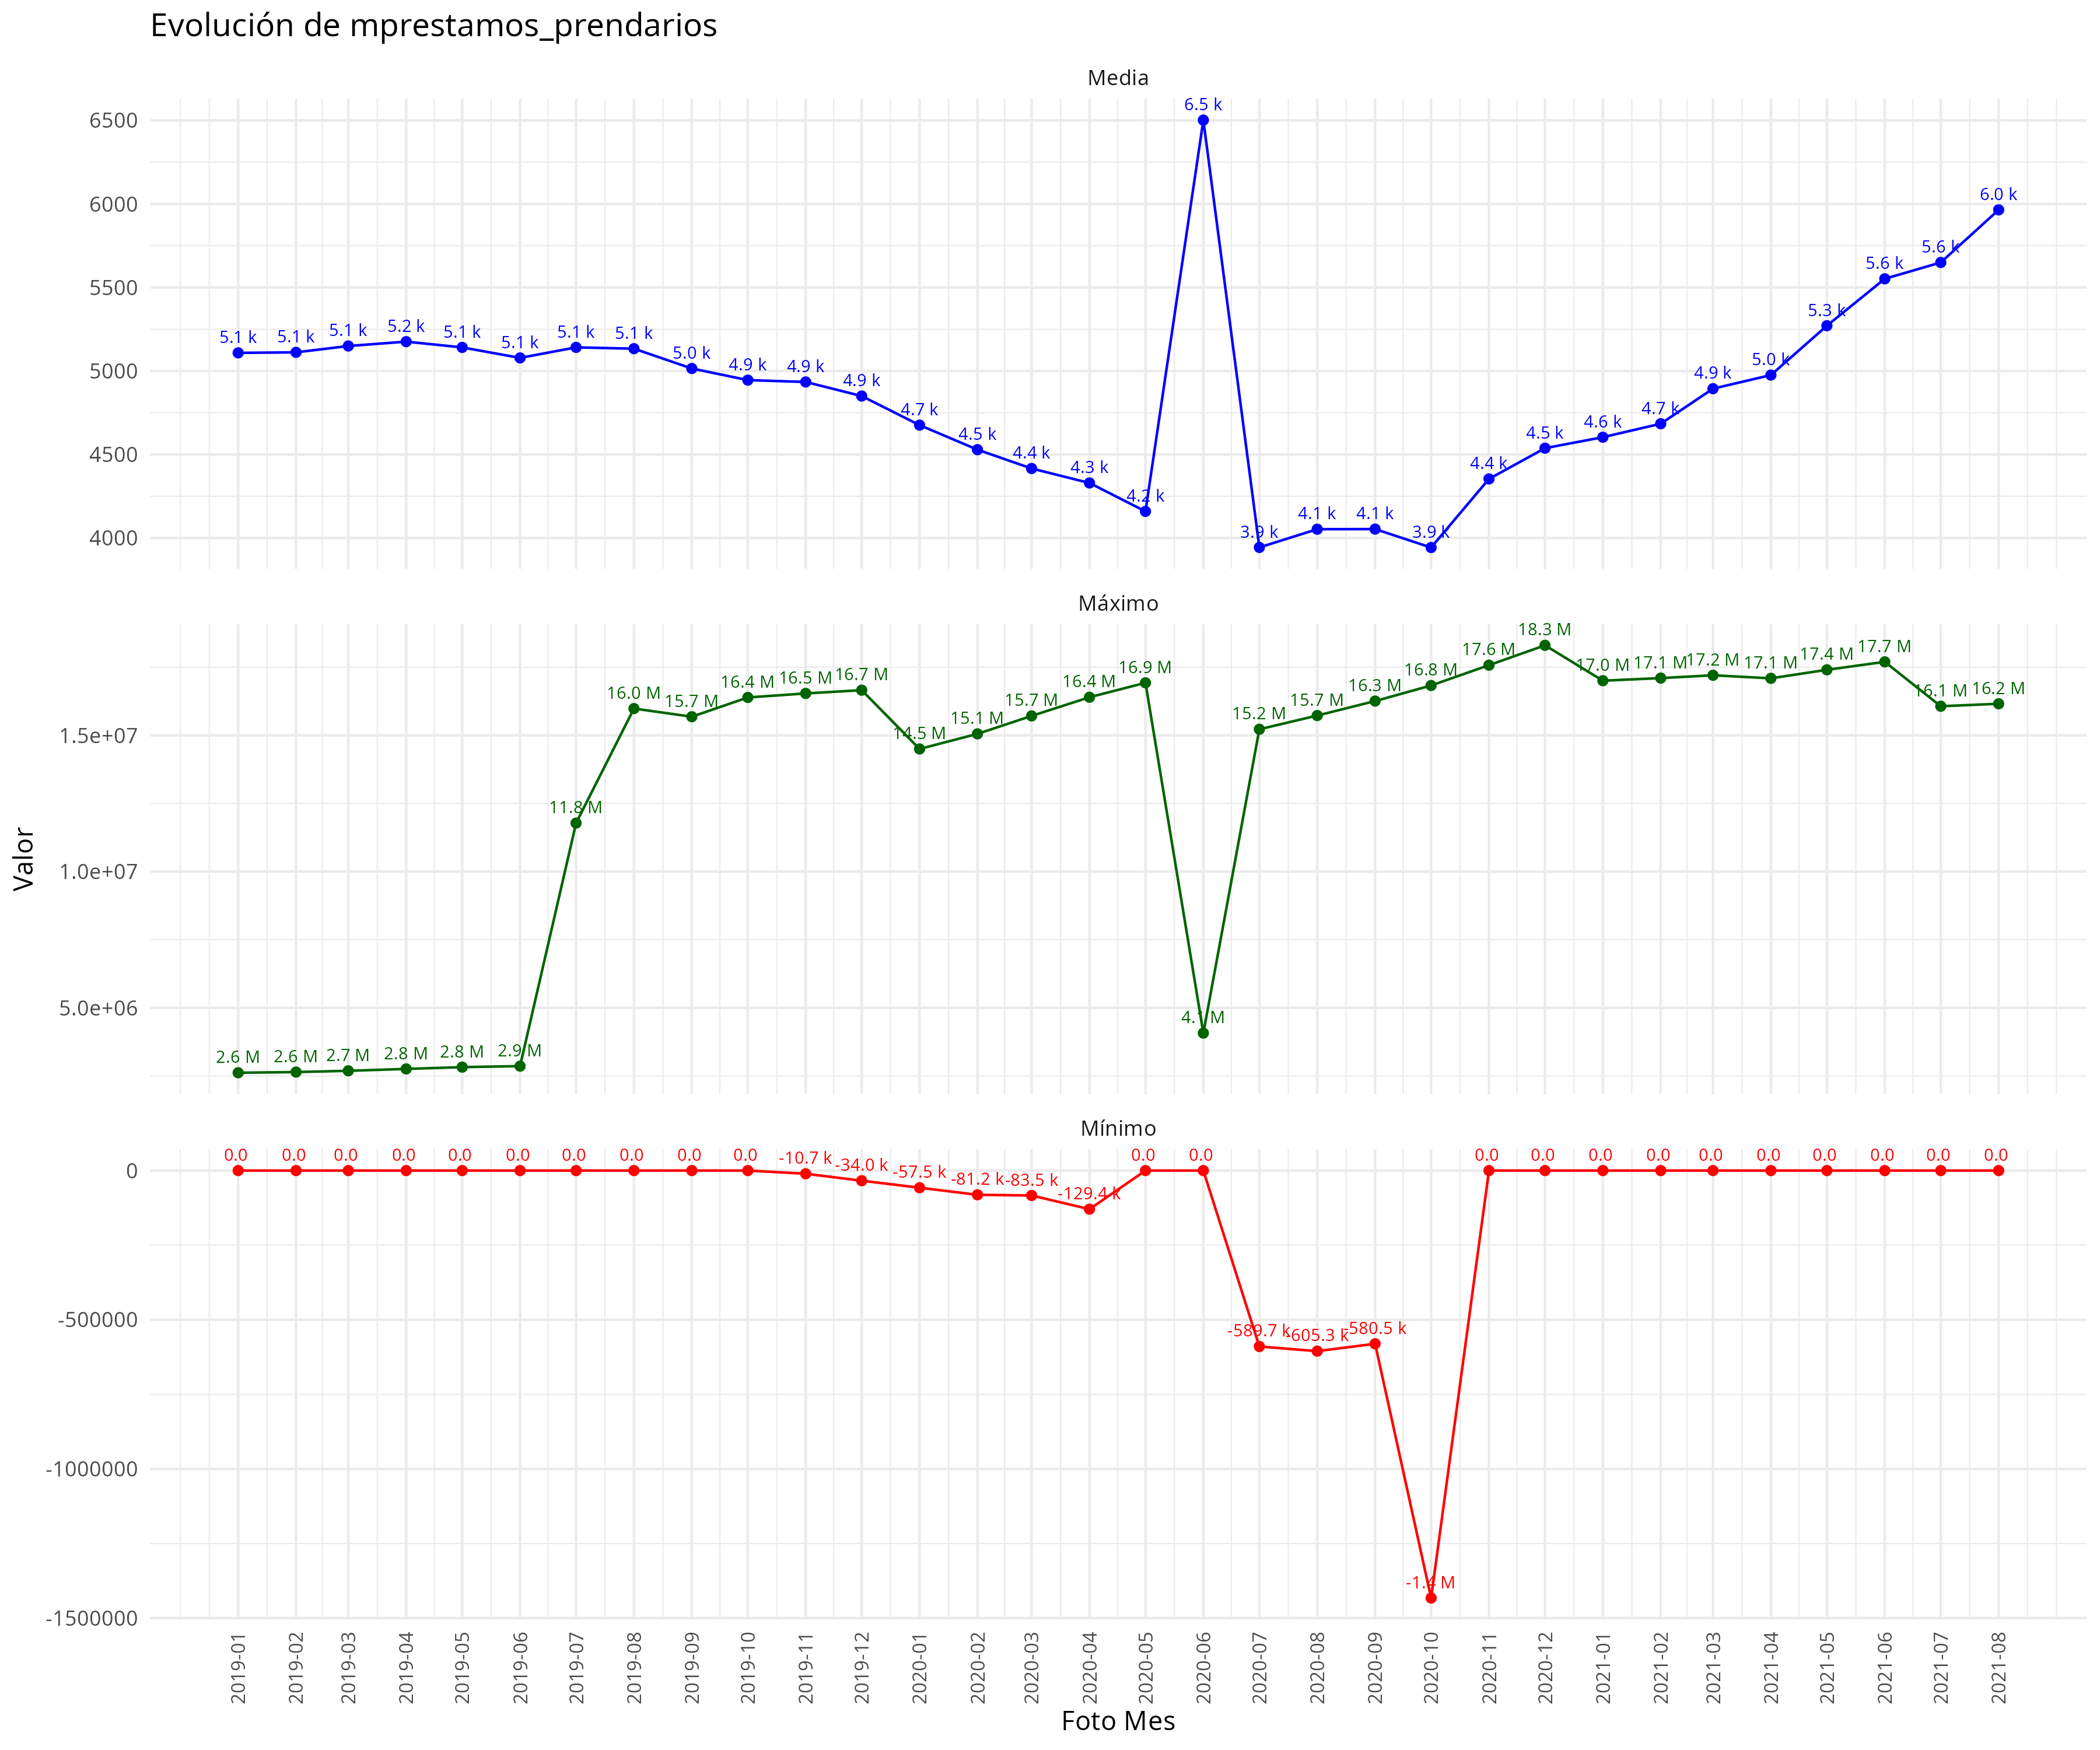 Evolución de mprestamos_prendarios
Media
6500
6000
5500
5000
4500
4000
5.1 k 5.1 k 5.1 k 5.2 k 5.1 k 5.1 k 5.1 k 5.1 k 5.0 k 4.9 k 4.9 k 4.9 k 4.7 k 4.5 k 4.4 k 4.3 k 4.2 k 6.5 k 3.9 k 4.1 k 4.1 k 3.9 k 4.4 k 4.5 k 4.6 k 4.7 k 4.9 k 5.0 k 5.3 k 5.6 k 5.6 k 6.0 k
Máximo
1.5e+07
1.0e+07
5.0e+06
2.6 M 2.6 M 2.7 M 2.8 M 2.8 M 2.9 M 11.8 M 16.0 M 15.7 M 16.4 M 16.5 M 16.7 M 14.5 M 15.1 M 15.7 M 16.4 M 16.9 M 4.1 M 15.2 M 15.7 M 16.3 M 16.8 M 17.6 M 18.3 M 17.0 M 17.1 M 17.2 M 17.1 M 17.4 M 17.7 M 16.1 M 16.2 M
Valor
Mínimo
0
-500000
-1000000
-1500000
0.0 0.0 0.0 0.0 0.0 0.0 0.0 0.0 0.0 0.0 -10.7 k -34.0 k -57.5 k -81.2 k -83.5 k -129.4 k 0.0 0.0 -589.7 k -605.3 k -580.5 k -1.4 M 0.0 0.0 0.0 0.0 0.0 0.0 0.0 0.0 0.0 0.0
2019-01 2019-02 2019-03 2019-04 2019-05 2019-06 2019-07 2019-08 2019-09 2019-10 2019-11 2019-12 2020-01 2020-02 2020-03 2020-04 2020-05 2020-06 2020-07 2020-08 2020-09 2020-10 2020-11 2020-12 2021-01 2021-02 2021-03 2021-04 2021-05 2021-06 2021-07 2021-08
Foto Mes